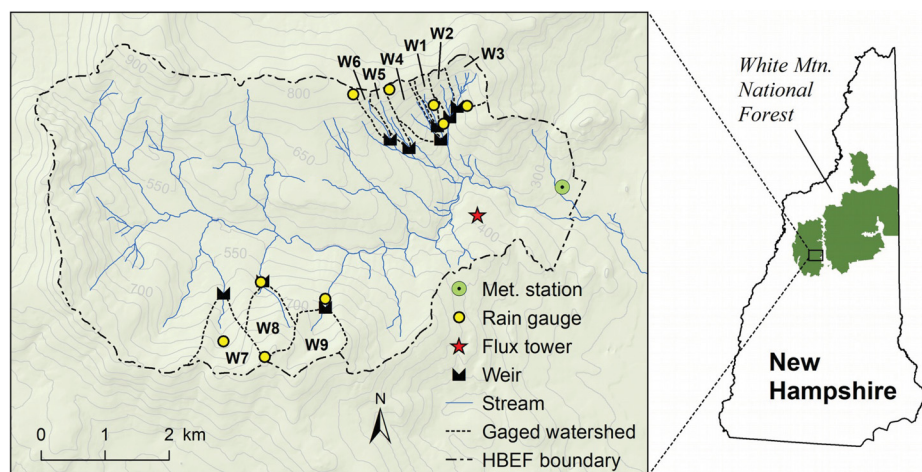 900
800
W6
W5
W4
W1
W2
W3
650
550
300
400
550
700
700
W7
W8
W9
Met. station
Rain gauge
Flux tower
Weir
Stream
Gaged watershed
HBEF boundary
N
0 1 2 km
White Mtn.
National
Forest
New
Hampshire